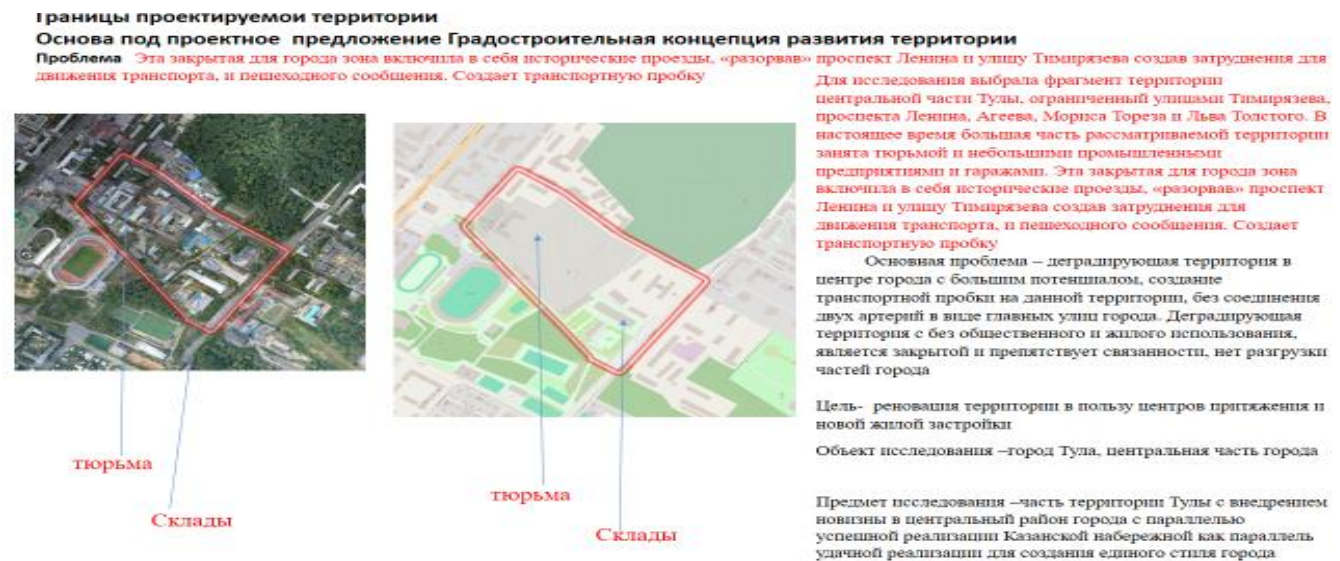 Границы проектируемой территории
Основа под проектное предложение Градостроительная концепция развития территории
Проблема Эта закрытая для города зона включила в себя исторические проезды, «разорвав» проспект Ленина и улицу Тимирязева создав затруднения для
движения транспорта, и пешеходного сообщения. Создает транспортную пробку
Для исследования выбрала фрагмент территории
центральной части Тулы, ограниченный улицами Тимирязева,
проспекта Ленина, Агеева, Мориса Тореза и Льва Толстого. В
настоящее время большая часть рассматриваемой территории
занята тюрьмой и небольшими промышленными
предприятиями и гаражами. Эта закрытая для города зона
включила в себя исторические проезды, «разорвав» проспект
Ленина и улицу Тимирязева создав затруднения для
движения транспорта, и пешеходного сообщения. Создает
транспортную пробку
Основная проблема – деградирующая территория в
центре города с большим потенциалом, создание
транспортной пробки на данной территории, без соединения
двух артерий в виде главных улиц города. Деградирующая
территория с без общественного и жилого использования,
является закрытой и препятствует связанности, нет разгрузки
частей города
Цель- реновация территории в пользу центров притяжения и
новой жилой застройки
Объект исследования –город Тула, центральная часть города
Предмет исследования –часть территории Тулы с внедрением
новизны в центральный район города с параллелью
успешной реализации Казанской набережной как параллель
удачной реализации для создания единого стиля города
тюрьма
Склады
тюрьма
Склады